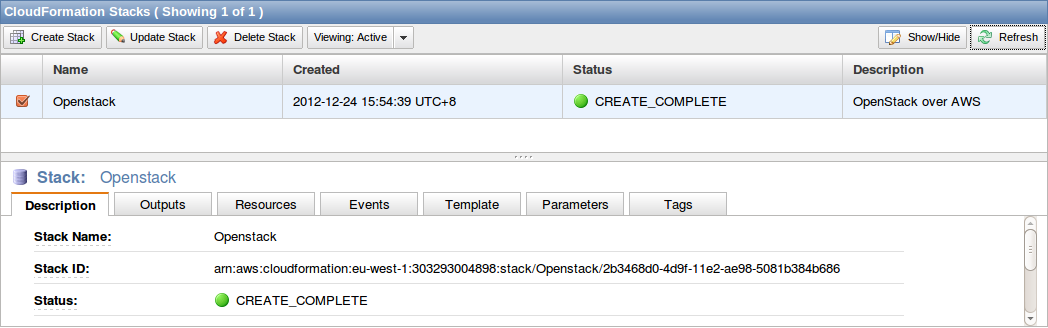 CloudFormation Stacks ( Showing 1 of 1 )
Create Stack Update Stack Delete Stack Viewing: Active Show/Hide Refresh
Name Created Status Description
Openstack 2012-12-24 15:54:39 UTC+8 CREATE_COMPLETE OpenStack over AWS
Stack: Openstack
Description Outputs Resources Events Template Parameters Tags
Stack Name: Openstack
Stack ID: arn:aws:cloudformation:eu-west-1:303293004898:stack/Openstack/2b3468d0-4d9f-11e2-ae98-5081b384b686
Status: CREATE_COMPLETE